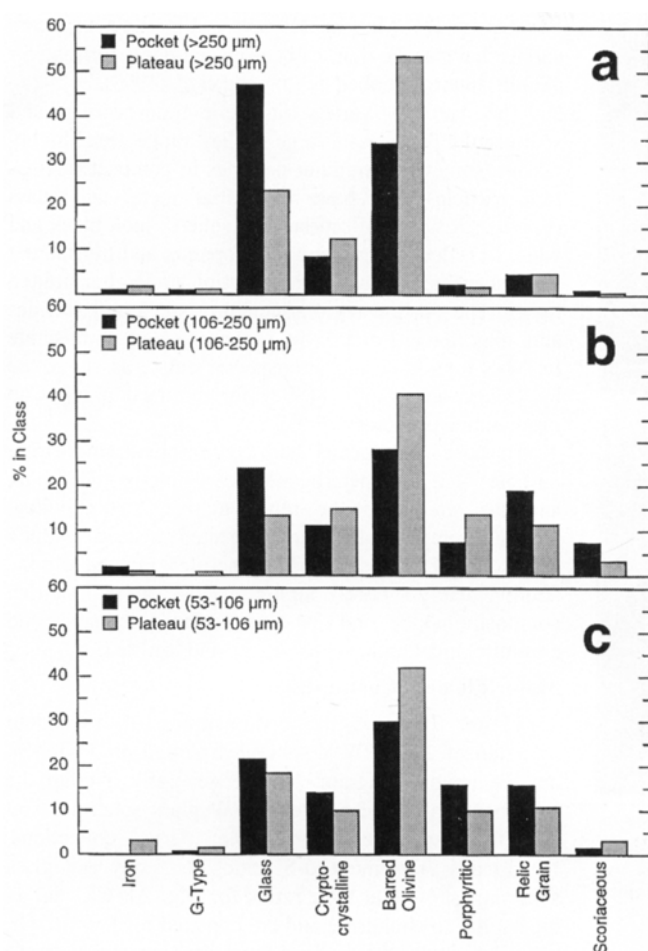 Pocket (>250 µm)
Plateau (>250 µm)
a
60
50
40
30
20
10
Pocket (106-250 µm)
Plateau (106-250 µm)
b
60
50
40
30
20
10
% in Class
Pocket (53-106 µm)
Plateau (53-106 µm)
c
60
50
40
30
20
10
0
Iron
G-Type
Glass
Crypto-
crystalline
Barred
Olivine
Porphyritic
Relic
Grain
Scoriaceous